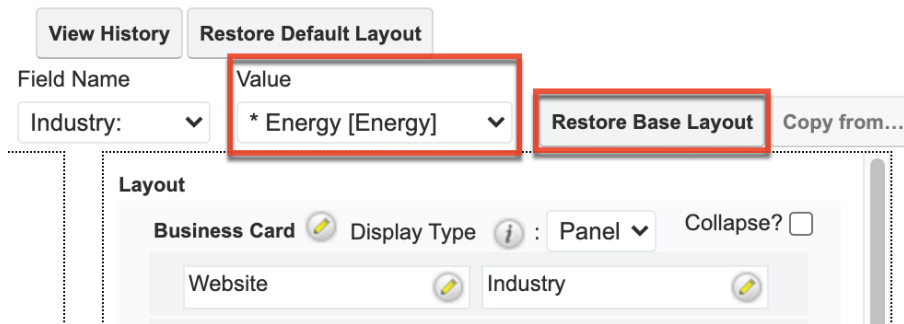 View History Restore Default Layout
Field Name Value
Industry: * Energy [Energy] Restore Base Layout Copy from...
Layout
Business Card Display Type i : Panel Collapse?
Website Industry